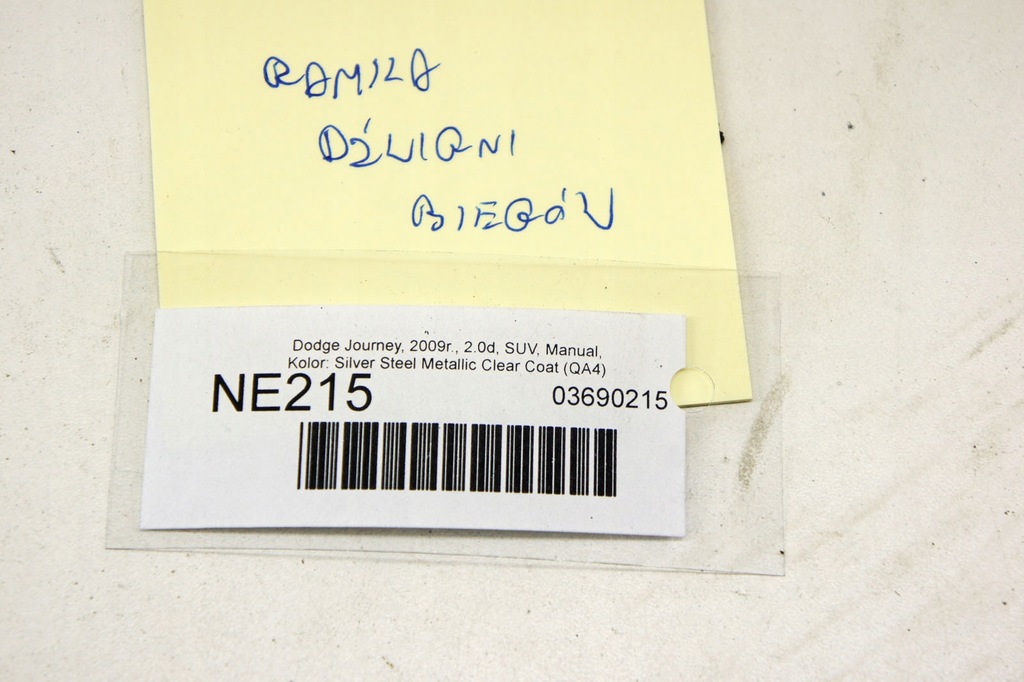 RAMKA
DŹWIGNI
BIEGÓW
Dodge Journey, 2009r., 2.0d, SUV, Manual,
Kolor: Silver Steel Metallic Clear Coat (QA4)
NE215
03690215